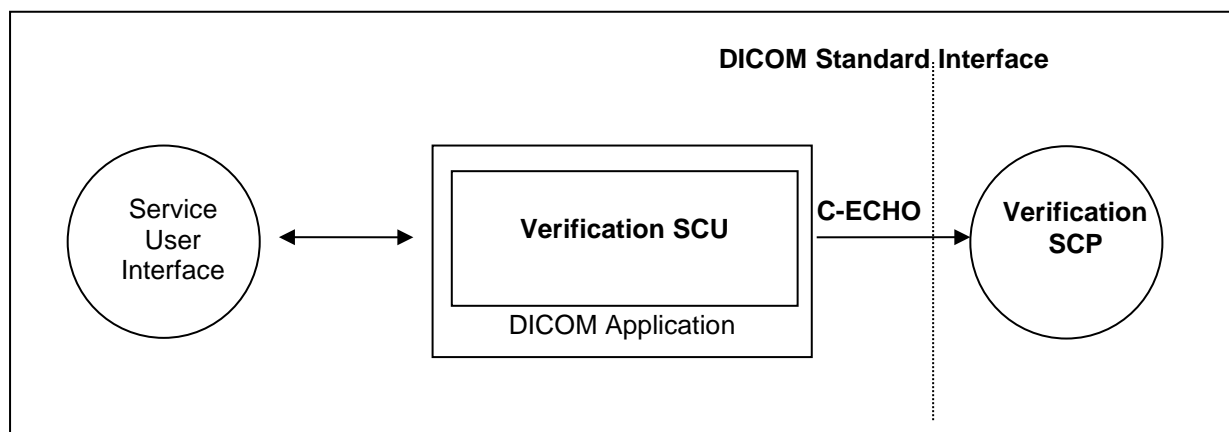 DICOM Standard Interface
Service
User
Interface
Verification SCU
DICOM Application
C-ECHO
Verification
SCP